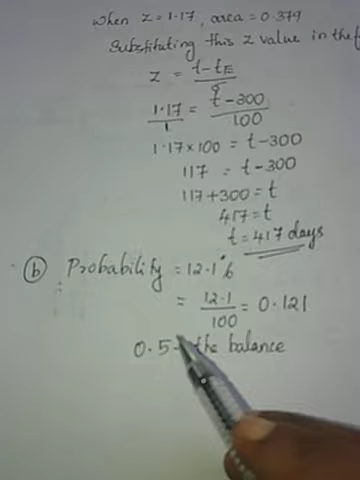 When Z = 1.17, area = 0.379
Substituting this z value in the f
Z = t - tE / σ
1.17 / 1 = t - 300 / 100
1.17 × 100 = t - 300
117 = t - 300
117 + 300 = t
417 = t
t = 417 days
(b) Probability = 12.1%
= 12.1 / 100 = 0.121
0.5 - the balance